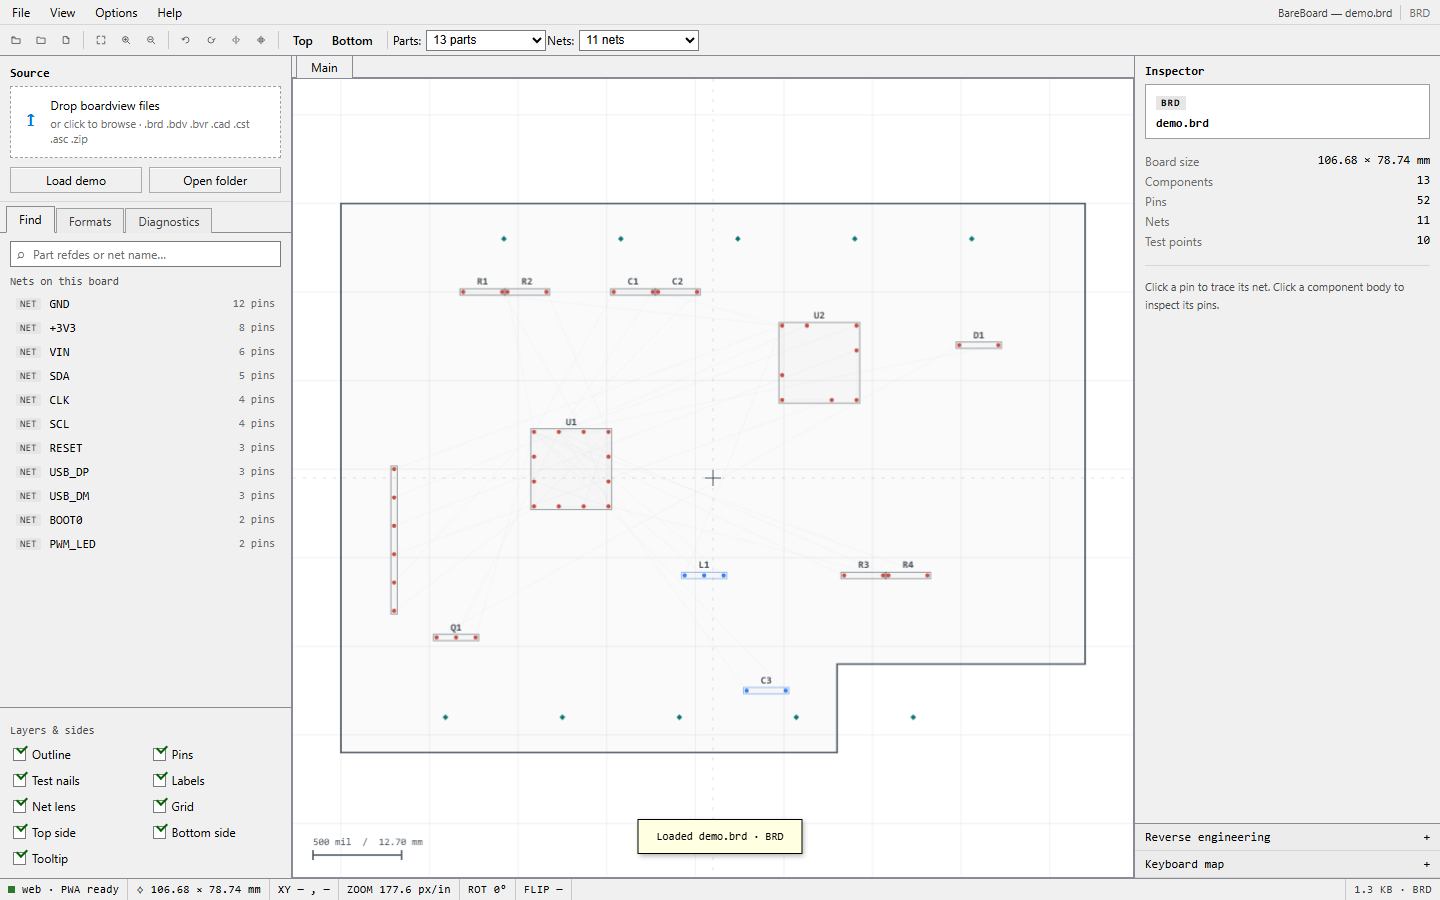 File View Options Help
BareBoard — demo.brd BRD
Top Bottom Parts: 13 parts Nets: 11 nets
Source
Drop boardview files
or click to browse · .brd .bdv .bvr .cad .cst
.asc .zip
Load demo Open folder
Find Formats Diagnostics
Part refdes or net name...
Nets on this board
NET GND 12 pins
NET +3V3 8 pins
NET VIN 6 pins
NET SDA 5 pins
NET CLK 4 pins
NET SCL 4 pins
NET RESET 3 pins
NET USB_DP 3 pins
NET USB_DM 3 pins
NET BOOT0 2 pins
NET PWM_LED 2 pins
Layers & sides
Outline Pins
Test nails Labels
Net lens Grid
Top side Bottom side
Tooltip
Main
R1 R2 C1 C2
U2
D1
U1
L1 R3 R4
Q1
C3
500 mil / 12.70 mm
Loaded demo.brd · BRD
Inspector
BRD
demo.brd
Board size 106.68 × 78.74 mm
Components 13
Pins 52
Nets 11
Test points 10
Click a pin to trace its net. Click a component body to
inspect its pins.
Reverse engineering +
Keyboard map +
web · PWA ready ◊ 106.68 × 78.74 mm XY — , — ZOOM 177.6 px/in ROT 0° FLIP — 1.3 KB · BRD